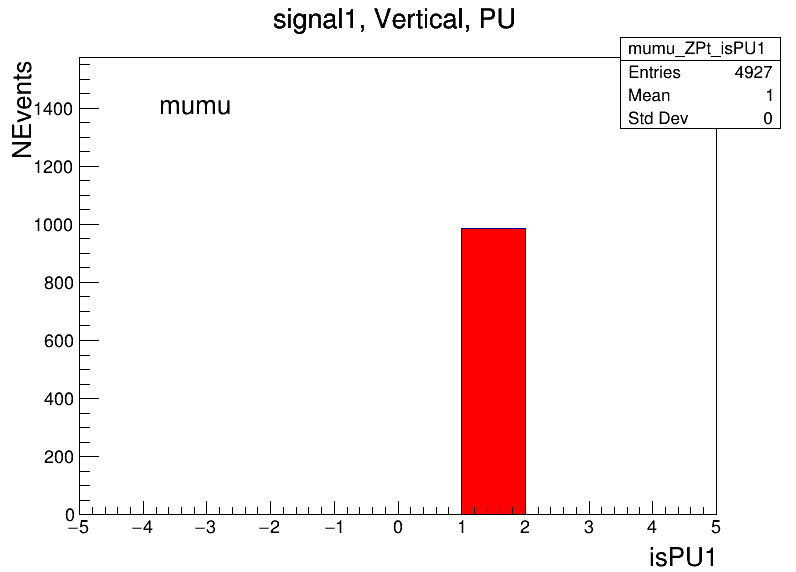 signal1, Vertical, PU
mumu_ZPt_isPU1
Entries 4927
Mean 1
Std Dev 0
NEvents
mumu
1400
1200
1000
800
600
400
200
0
−5 −4 −3 −2 −1 0 1 2 3 4 5
isPU1